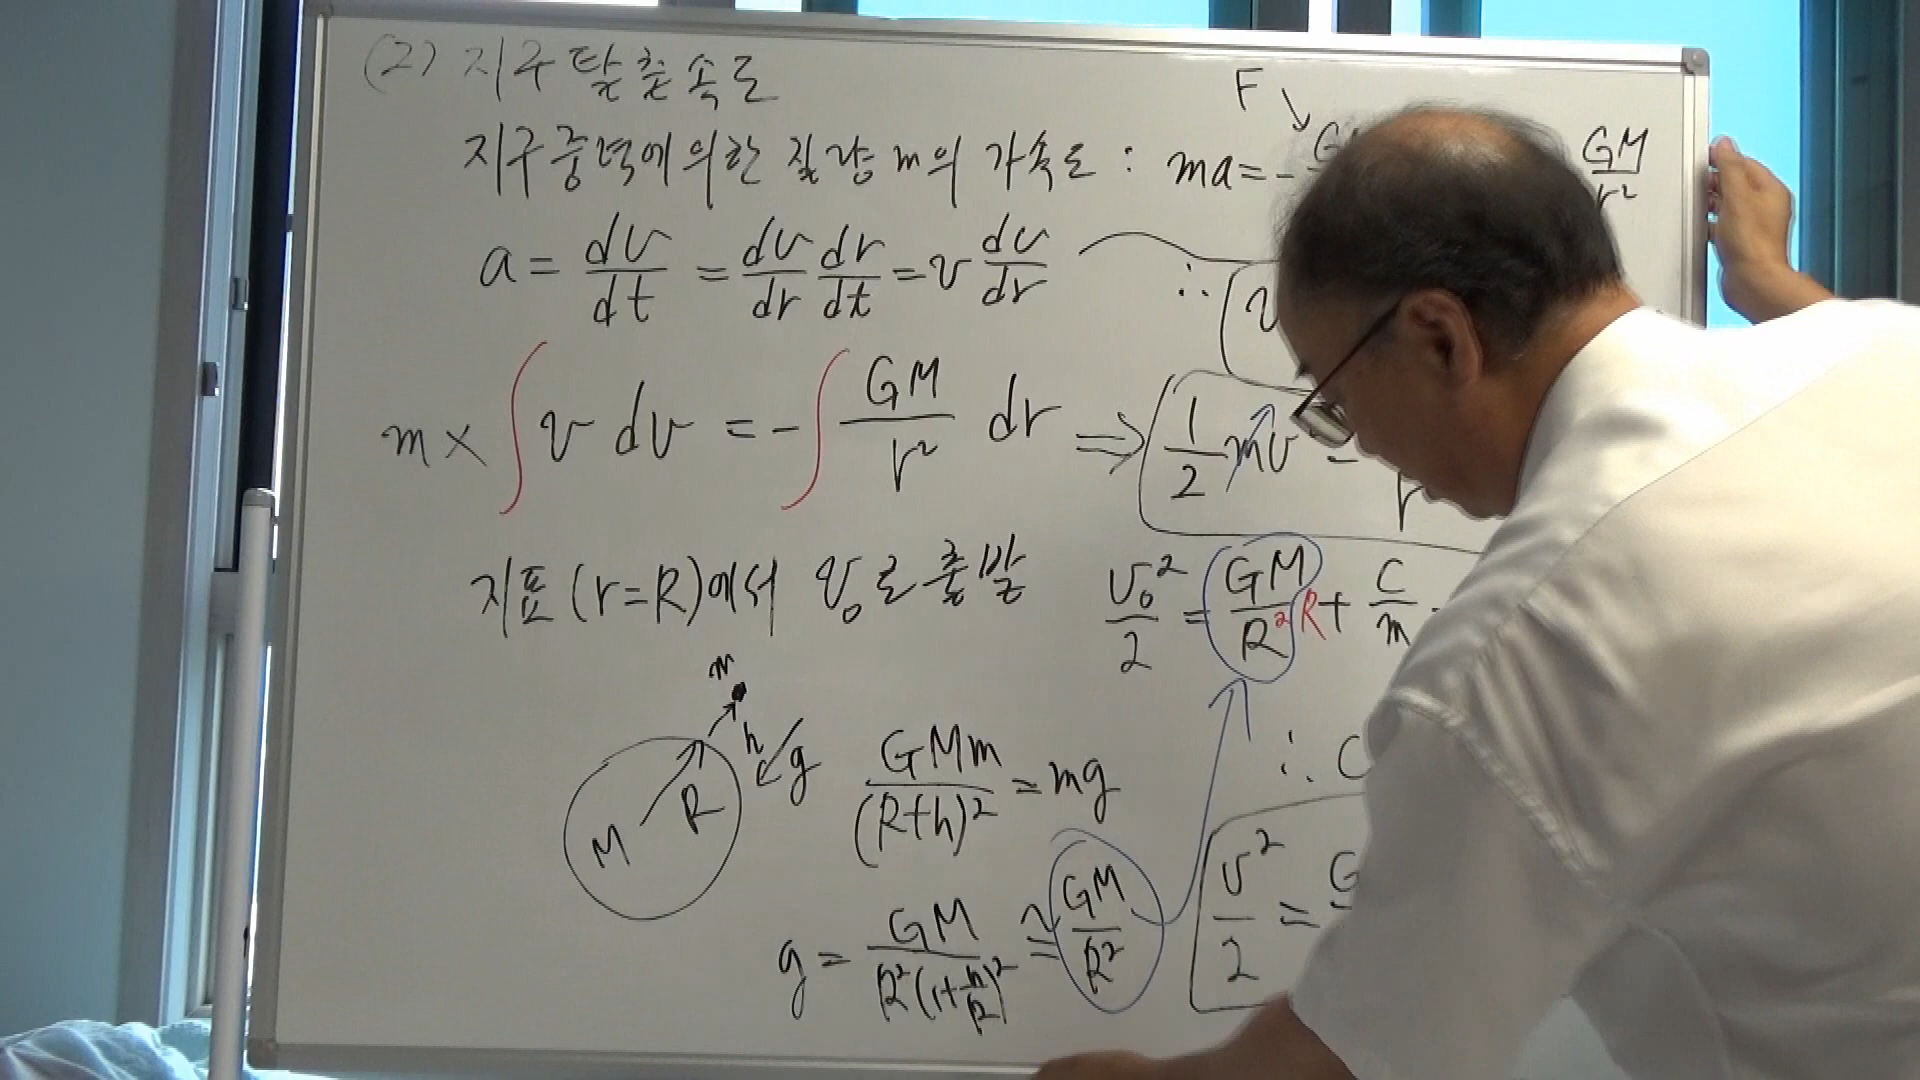 (2) 지구탈출속도
지구중력에 의한 질량 m의 가속도 : ma = - G GM/r²
F
a = dv/dt = dv/dr dr/dt = v dv/dr
∴ v
m × ∫ v dv = - ∫ GM/r² dr ⇒ 1/2 mv = r
지표(r=R)에서 v₀로 출발 v₀²/2 = GM/R² R + C/m
m
h g
M R
GMm/(R+h)² = mg
∴ C
g = GM/R²(1+h/R)² ≃ GM/R²
v²/2 = G